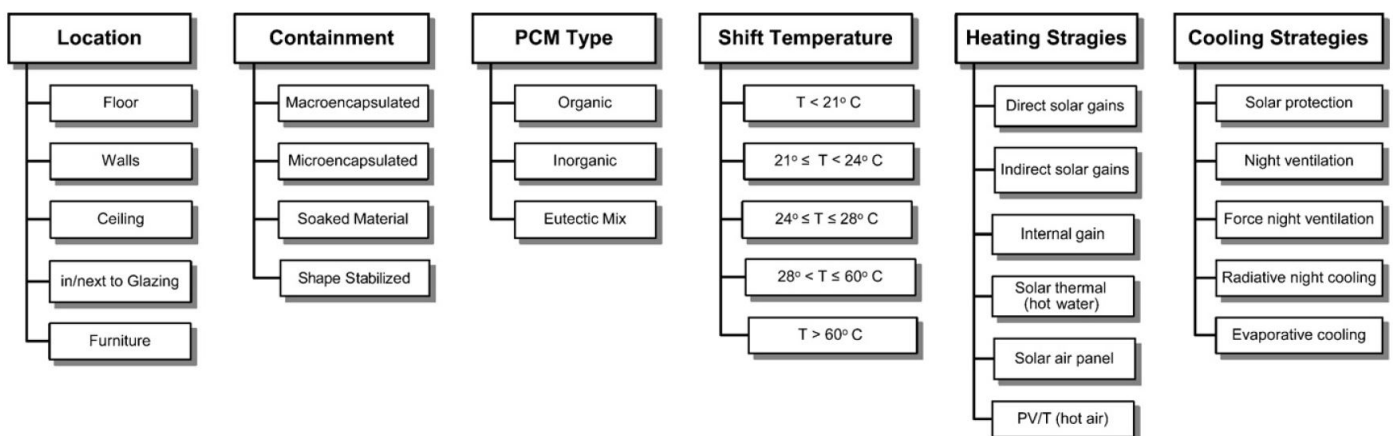 Location
Floor
Walls
Ceiling
in/next to Glazing
Furniture
Containment
Macroencapsulated
Microencapsulated
Soaked Material
Shape Stabilized
PCM Type
Organic
Inorganic
Eutectic Mix
Shift Temperature
T < 21º C
21º ≤ T < 24º C
24º ≤ T ≤ 28º C
28º < T ≤ 60º C
T > 60º C
Heating Stragies
Direct solar gains
Indirect solar gains
Internal gain
Solar thermal
(hot water)
Solar air panel
PV/T (hot air)
Cooling Strategies
Solar protection
Night ventilation
Force night ventilation
Radiative night cooling
Evaporative cooling